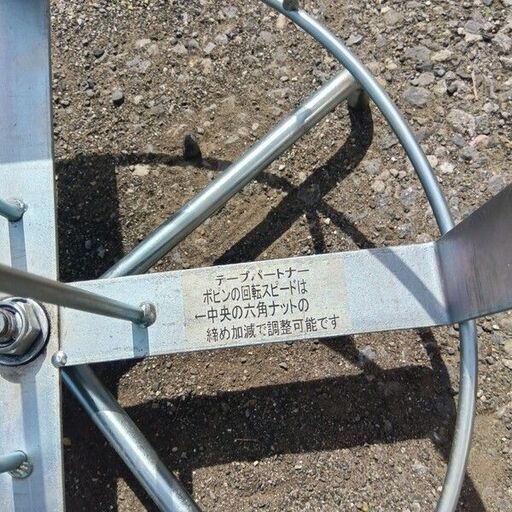 テープパートナー
ボビンの回転スピードは
←中央の六角ナットの
締め加減で調整可能です